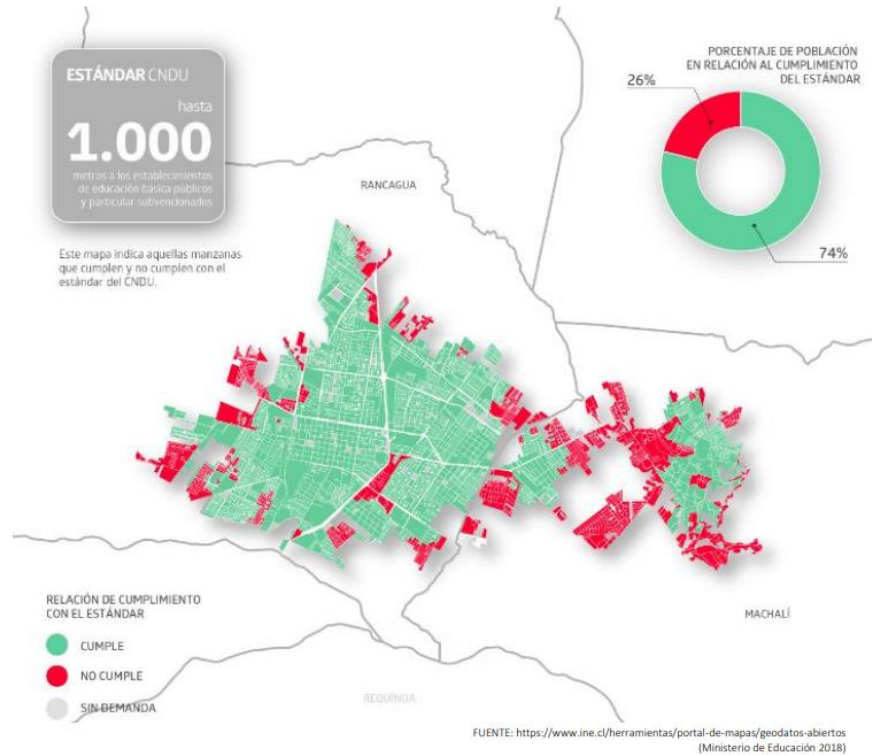 ESTÁNDAR CNDU
hasta
1.000
metros a los establecimientos
de educación básica públicos
y particular subvencionados
Este mapa indica aquellas manzanas
que cumplen y no cumplen con el
estándar del CNDU.
PORCENTAJE DE POBLACIÓN
EN RELACIÓN AL CUMPLIMIENTO
DEL ESTÁNDAR
26%
74%
RANCAGUA
MACHALÍ
RELACIÓN DE CUMPLIMIENTO
CON EL ESTÁNDAR
CUMPLE
NO CUMPLE
SIN DEMANDA
REQUINOA
FUENTE: https://www.ine.cl/herramientas/portal-de-mapas/geodatos-abiertos
(Ministerio de Educación 2018)